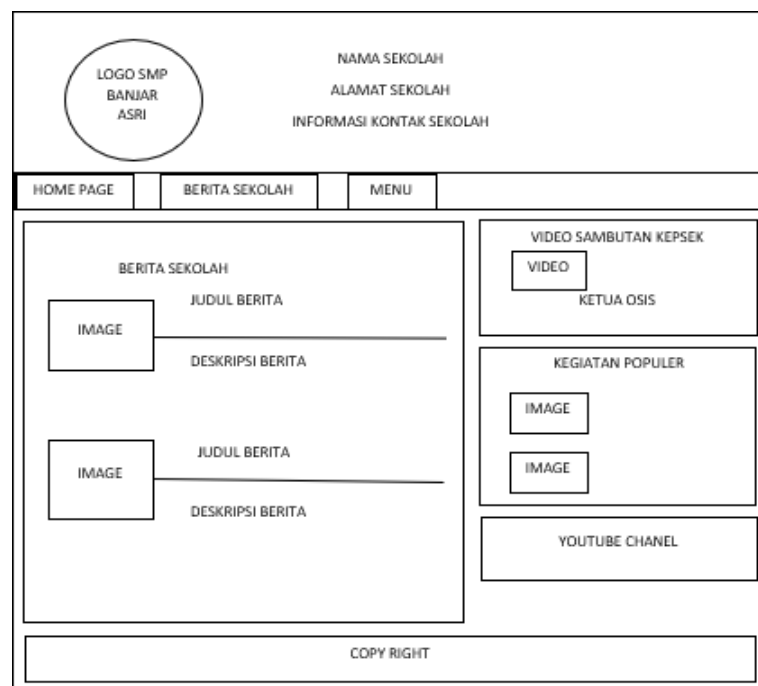 LOGO SMP
BANJAR
ASRI
NAMA SEKOLAH
ALAMAT SEKOLAH
INFORMASI KONTAK SEKOLAH
HOME PAGE
BERITA SEKOLAH
MENU
BERITA SEKOLAH
IMAGE
JUDUL BERITA
DESKRIPSI BERITA
IMAGE
JUDUL BERITA
DESKRIPSI BERITA
VIDEO SAMBUTAN KEPSEK
VIDEO
KETUA OSIS
KEGIATAN POPULER
IMAGE
IMAGE
YOUTUBE CHANEL
COPY RIGHT